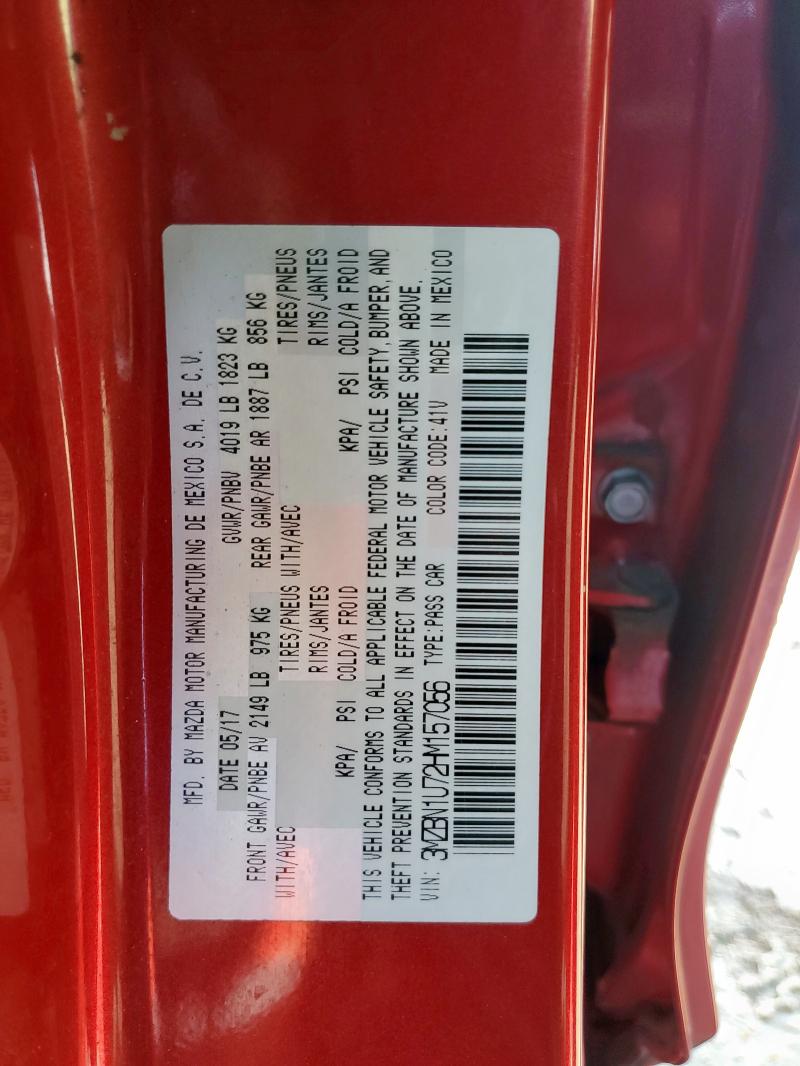 MFD. BY MAZDA MOTOR MANUFACTURING DE MEXICO S.A. DE C.V.
DATE 05/17 GVWR/PNBV 4019 LB 1823 KG
FRONT GAWR/PNBE AV 2149 LB 975 KG REAR GAWR/PNBE AR 1887 LB 856 KG
WITH/AVEC TIRES/PNEUS WITH/AVEC TIRES/PNEUS
RIMS/JANTES RIMS/JANTES
KPA/ PSI COLD/A FROID KPA/ PSI COLD/A FROID
THIS VEHICLE CONFORMS TO ALL APPLICABLE FEDERAL MOTOR VEHICLE SAFETY, BUMPER, AND
THEFT PREVENTION STANDARDS IN EFFECT ON THE DATE OF MANUFACTURE SHOWN ABOVE.
VIN: 3MZBN1U72HM157056 TYPE:PASS CAR COLOR CODE:41V MADE IN MEXICO